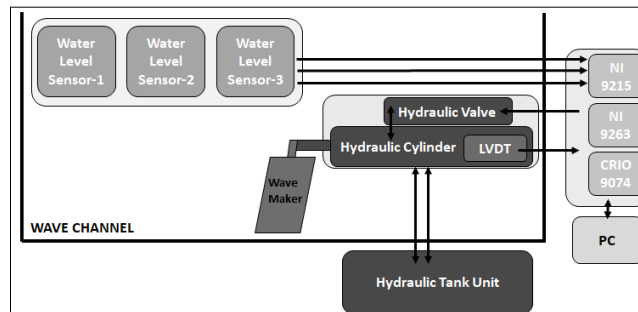 Water
Level
Sensor-1
Water
Level
Sensor-2
Water
Level
Sensor-3
NI
9215
Hydraulic Valve
NI
9263
Hydraulic Cylinder
LVDT
CRIO
9074
Wave
Maker
WAVE CHANNEL
PC
Hydraulic Tank Unit